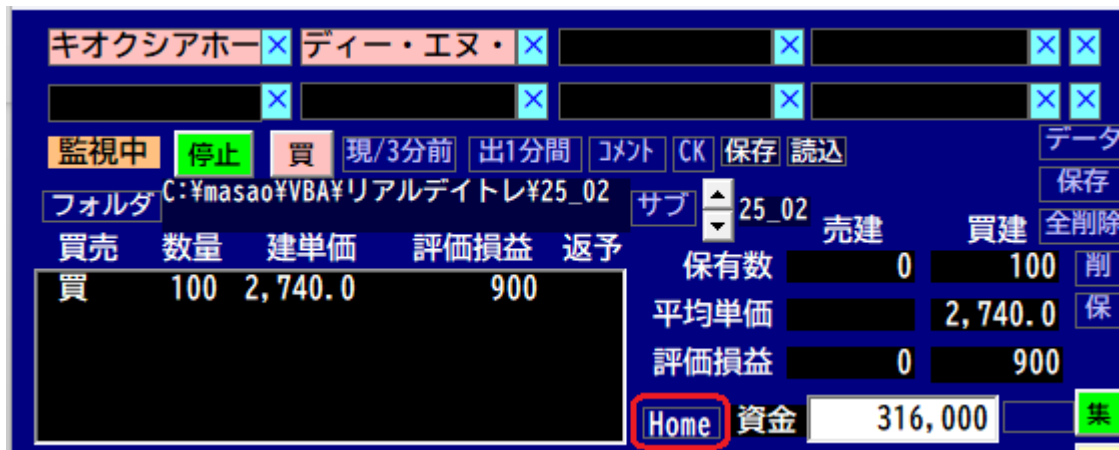 キオクシアホー × ディー・エヌ・ × × × ×
× × × × ×
監視中 停止 買 現/3分前 出1分間 コメント CK 保存 読込 データ
フォルダ C:¥masao¥VBA¥リアルデイトレ¥25_02 サブ 25_02 保存
買売 数量 建単価 評価損益 返予 売建 買建 全削除
買 100 2,740.0 900 保有数 0 100 削
平均単価 2,740.0 保
評価損益 0 900
Home 資金 316,000 集